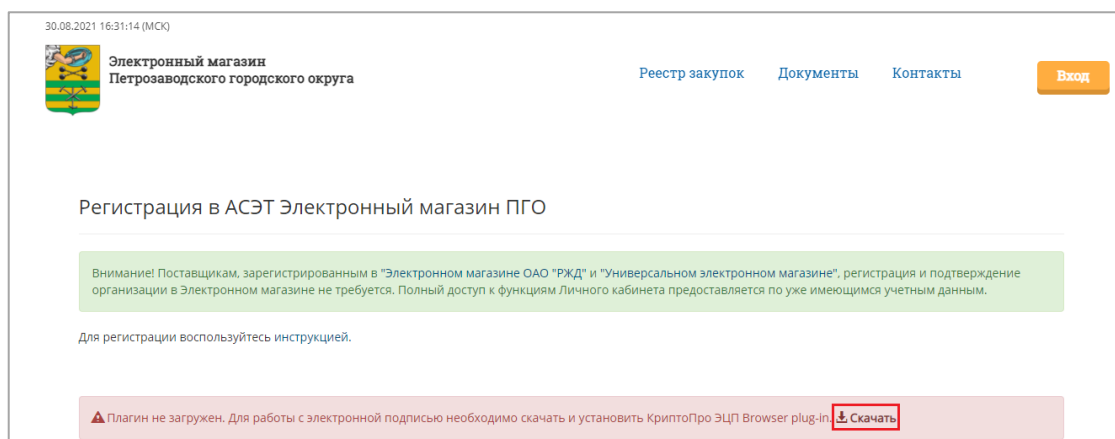 30.08.2021 16:31:14 (МСК)
Электронный магазин
Петрозаводского городского округа
Реестр закупок Документы Контакты Вход
Регистрация в АСЭТ Электронный магазин ПГО
Внимание! Поставщикам, зарегистрированным в "Электронном магазине ОАО "РЖД" и "Универсальном электронном магазине", регистрация и подтверждение
организации в Электронном магазине не требуется. Полный доступ к функциям Личного кабинета предоставляется по уже имеющимся учетным данным.
Для регистрации воспользуйтесь инструкцией.
Плагин не загружен. Для работы с электронной подписью необходимо скачать и установить КриптоПро ЭЦП Browser plug-in. Скачать